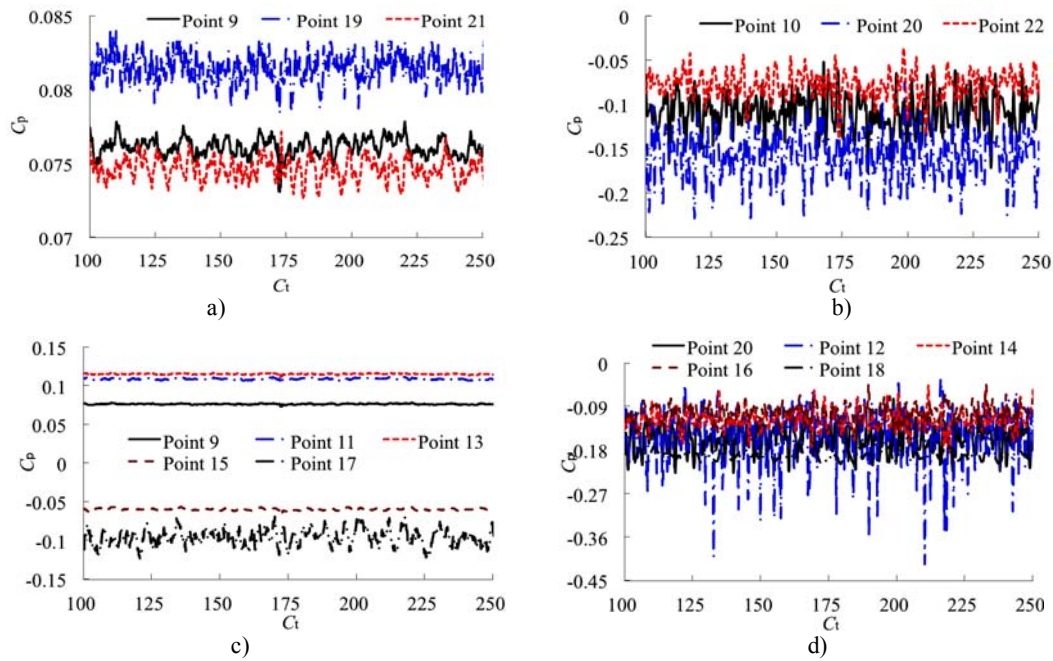 Point 9 Point 19 Point 21
0.085
0.08
0.075
0.07
Cp
100 125 150 175 200 225 250
Ct
a)
Point 10 Point 20 Point 22
0
-0.05
-0.1
-0.15
-0.2
-0.25
Cp
100 125 150 175 200 225 250
Ct
b)
0.15
0.1
0.05
0
-0.05
-0.1
-0.15
Cp
Point 9 Point 11 Point 13
Point 15 Point 17
100 125 150 175 200 225 250
Ct
c)
Point 20 Point 12 Point 14
Point 16 Point 18
0
-0.09
-0.18
-0.27
-0.36
-0.45
Cp
100 125 150 175 200 225 250
Ct
d)